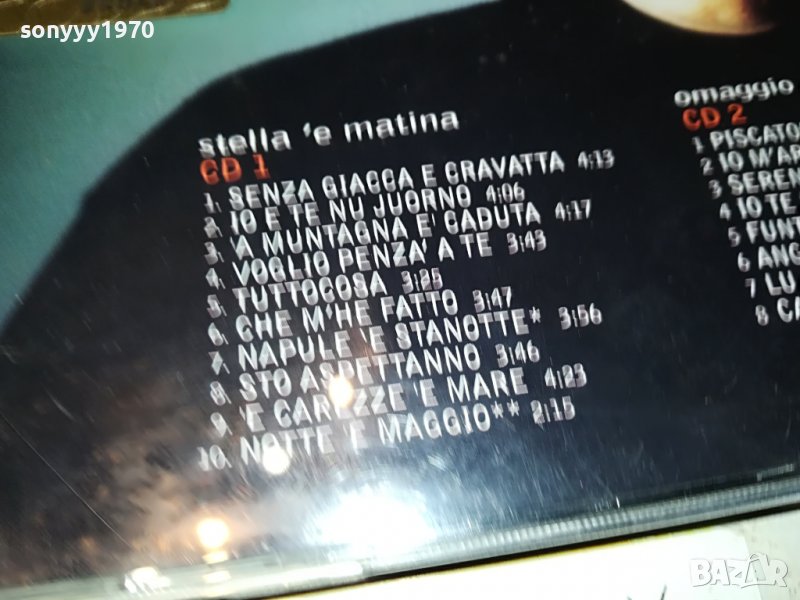 sonyyy1970
stella 'e matina
CD 1
1. SENZA GIACCA E CRAVATTA 4:13
2. IO E TE NU JUORNO 4:06
3. 'A MUNTAGNA E' CADUTA 4:17
4. VOGLIO PENZA' A TE 3:43
5. TUTTOCOSA 3:25
6. CHE M'HE FATTO 3:47
7. NAPULE 'E STANOTTE* 3:56
8. STO ASPETTANNO 3:46
9. 'E CAREZZE 'E MARE 4:23
10. NOTTE 'E MAGGIO** 2:15
omaggio
CD 2
1 PISCATO
2 IO M'AR
3 SEREN
4 IO TE
5 FUNT
6 ANG
7 LU
8 CA
BAZAR